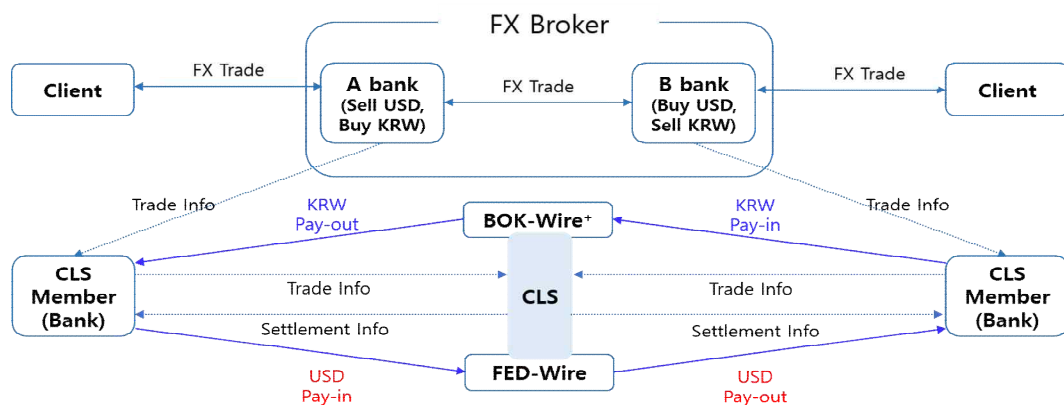 FX Broker
Client
FX Trade
A bank
(Sell USD,
Buy KRW)
FX Trade
B bank
(Buy USD,
Sell KRW)
FX Trade
Client
Trade Info
Trade Info
KRW
Pay-out
BOK-Wire⁺
KRW
Pay-in
CLS
Member
(Bank)
Trade Info
CLS
Trade Info
CLS
Member
(Bank)
Settlement Info
Settlement Info
USD
Pay-in
FED-Wire
USD
Pay-out